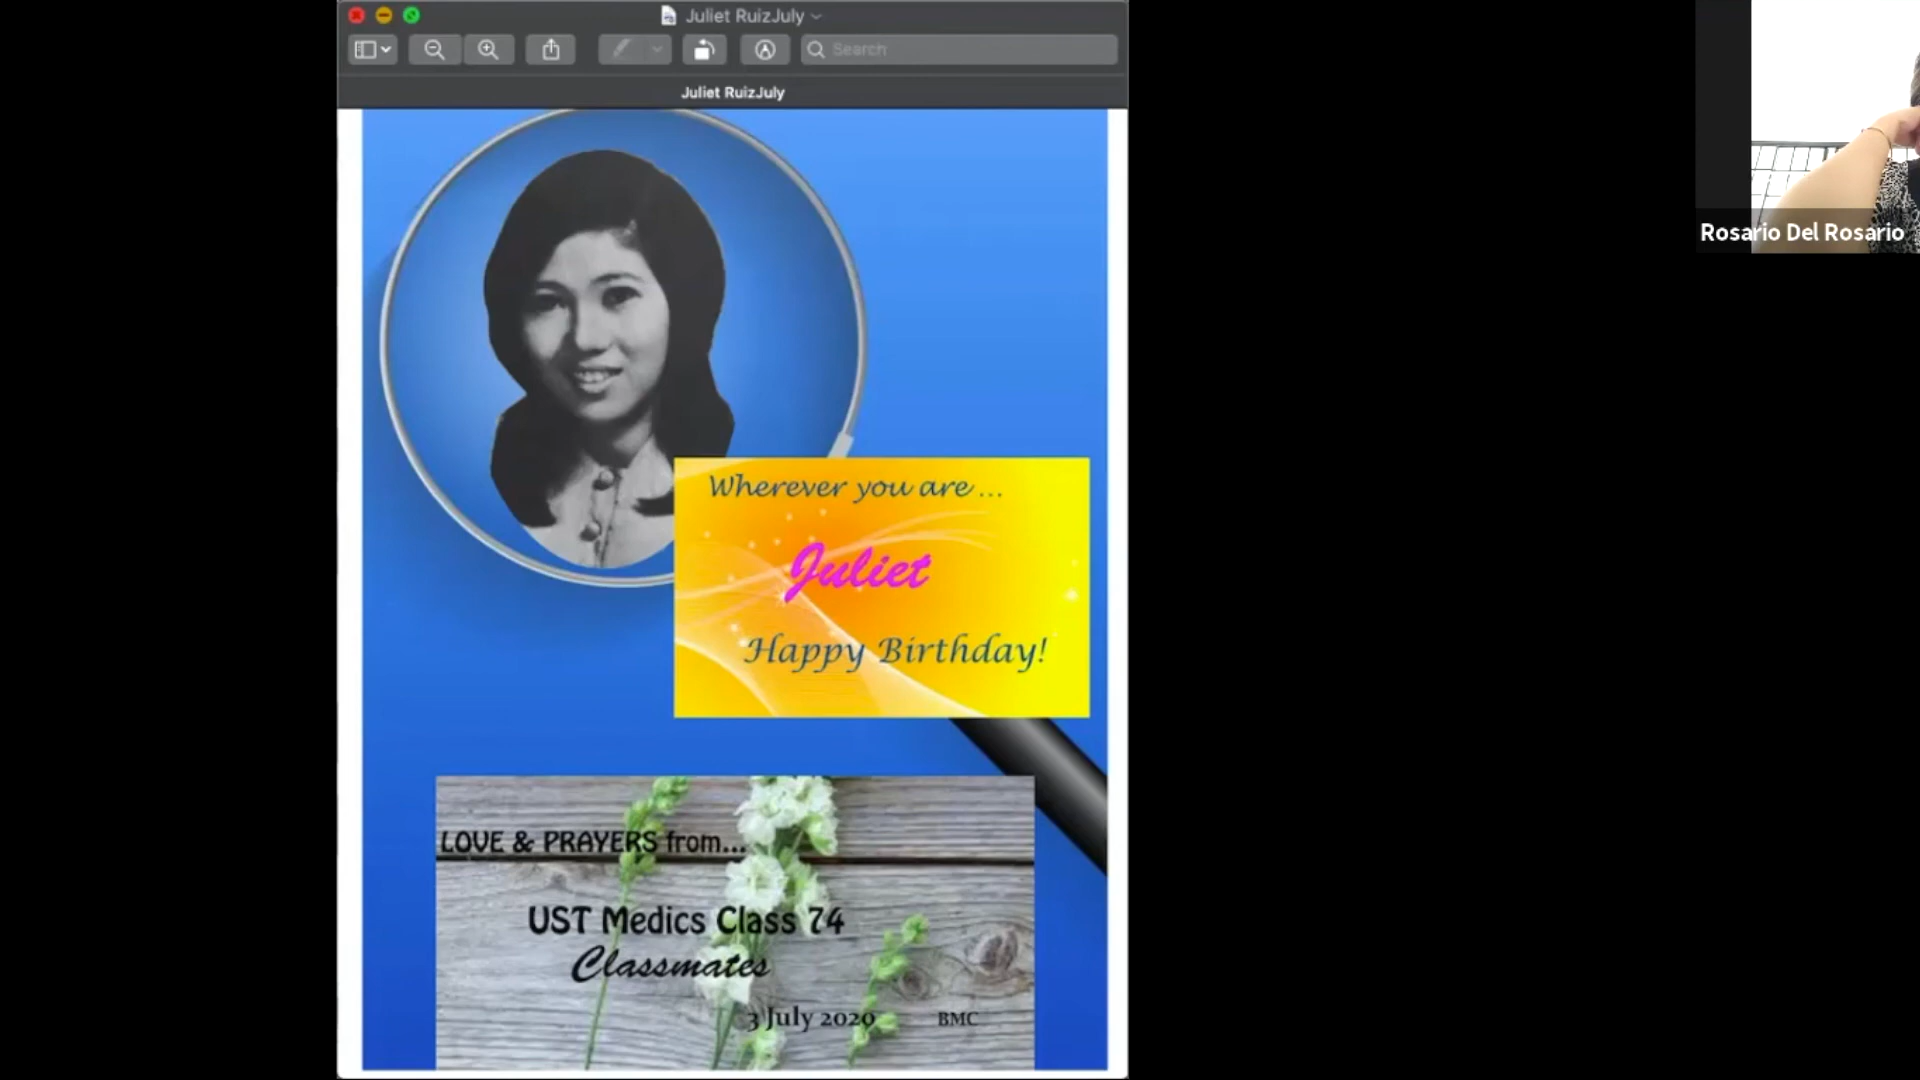 Juliet RuizJuly
Search
Juliet RuizJuly
Rosario Del Rosario
Wherever you are ...
Juliet
Happy Birthday!
LOVE & PRAYERS from...
UST Medics Class 74
Classmates
3 July 2020 BMC